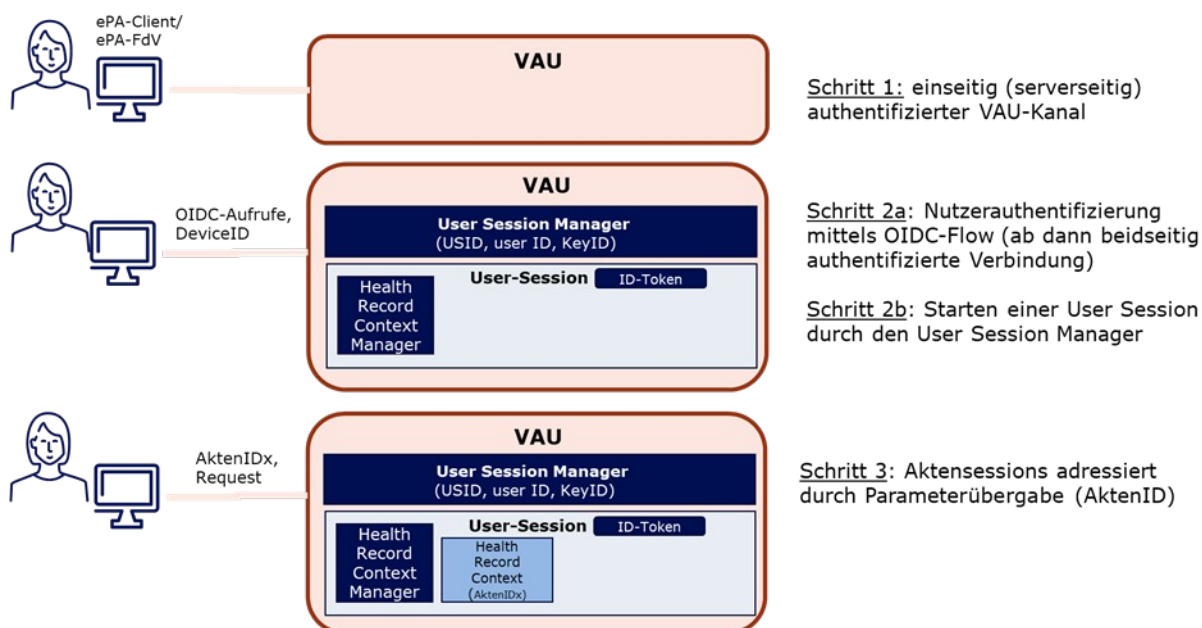 ePA-Client/
ePA-FdV
VAU
Schritt 1: einseitig (serverseitig)
authentifizierter VAU-Kanal
OIDC-Aufrufe,
DeviceID
VAU
User Session Manager
(USID, user ID, KeyID)
User-Session
ID-Token
Health
Record
Context
Manager
Schritt 2a: Nutzerauthentifizierung
mittels OIDC-Flow (ab dann beidseitig
authentifizierte Verbindung)
Schritt 2b: Starten einer User Session
durch den User Session Manager
AktenIDx,
Request
VAU
User Session Manager
(USID, user ID, KeyID)
User-Session
ID-Token
Health
Record
Context
Manager
Health
Record
Context
(AktenIDx)
Schritt 3: Aktensessions adressiert
durch Parameterübergabe (AktenID)